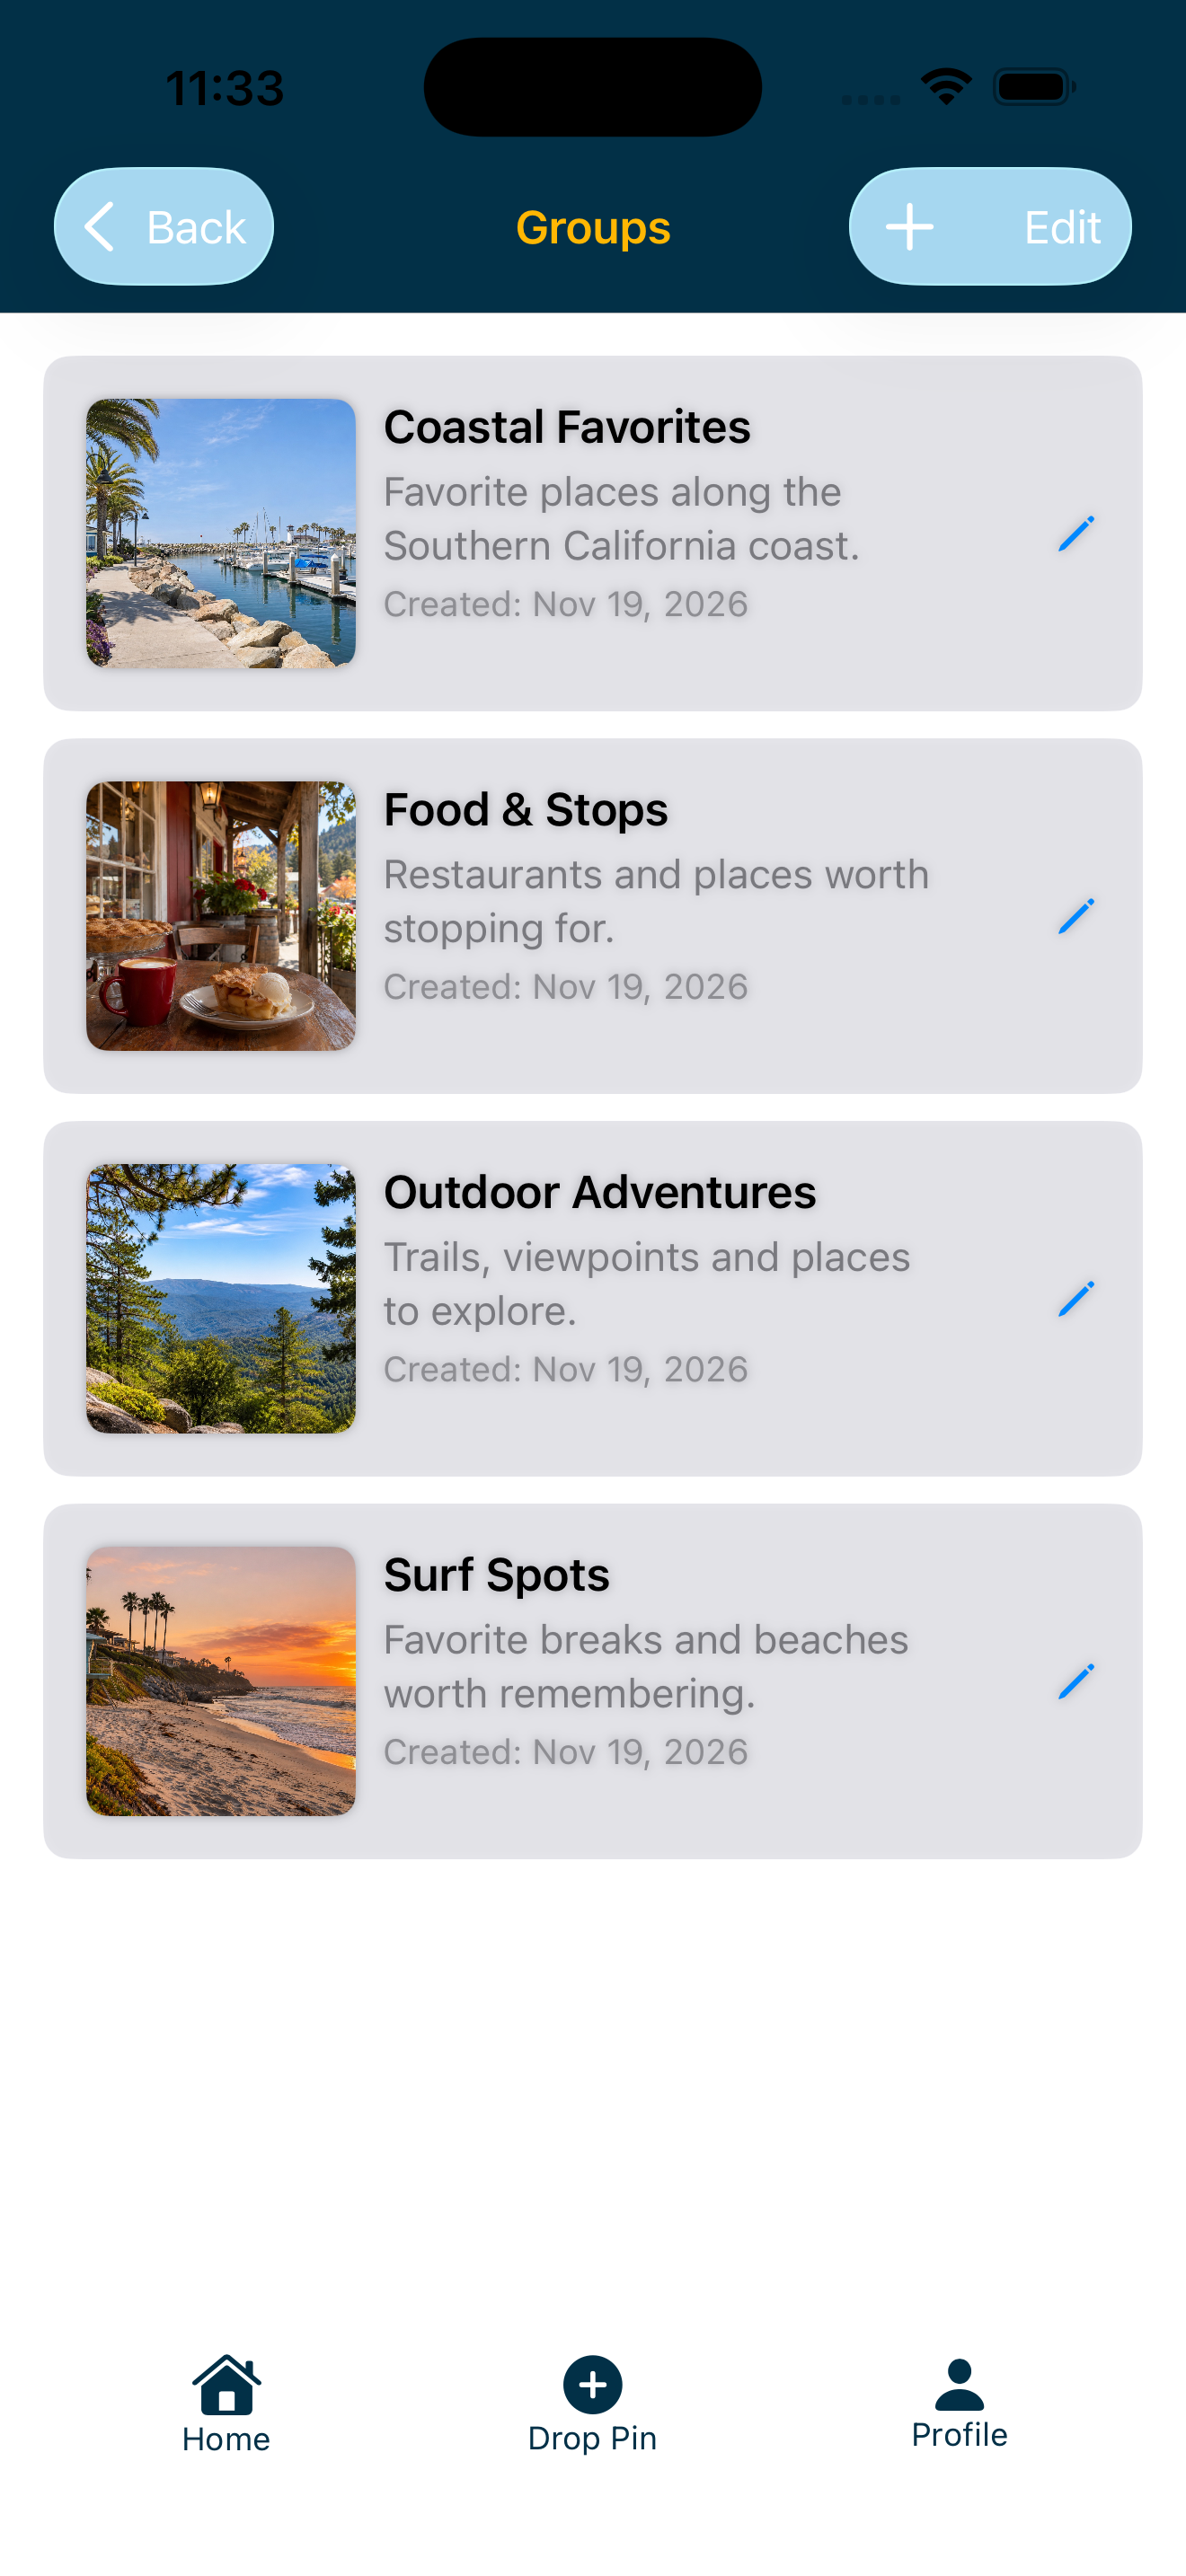 11:33
Back
Groups
Edit
Coastal Favorites
Favorite places along the
Southern California coast.
Created: Nov 19, 2026
Food & Stops
Restaurants and places worth
stopping for.
Created: Nov 19, 2026
Outdoor Adventures
Trails, viewpoints and places
to explore.
Created: Nov 19, 2026
Surf Spots
Favorite breaks and beaches
worth remembering.
Created: Nov 19, 2026
Home
Drop Pin
Profile